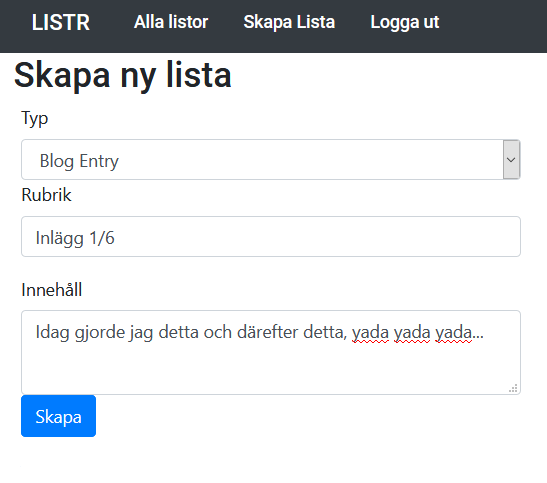 LISTR Alla listor Skapa Lista Logga ut
Skapa ny lista
Typ
Blog Entry
Rubrik
Inlägg 1/6
Innehåll
Idag gjorde jag detta och därefter detta, yada yada yada...
Skapa